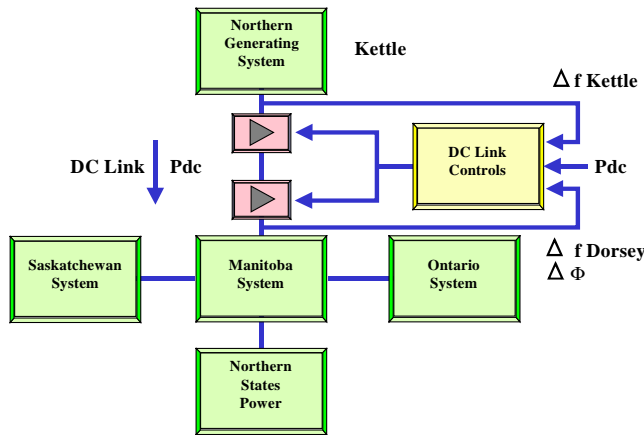 Northern
Generating
System
Kettle
Δ f Kettle
DC Link Pdc
DC Link
Controls
Pdc
Saskatchewan
System
Manitoba
System
Ontario
System
Δ f Dorsey
Δ Φ
Northern
States
Power